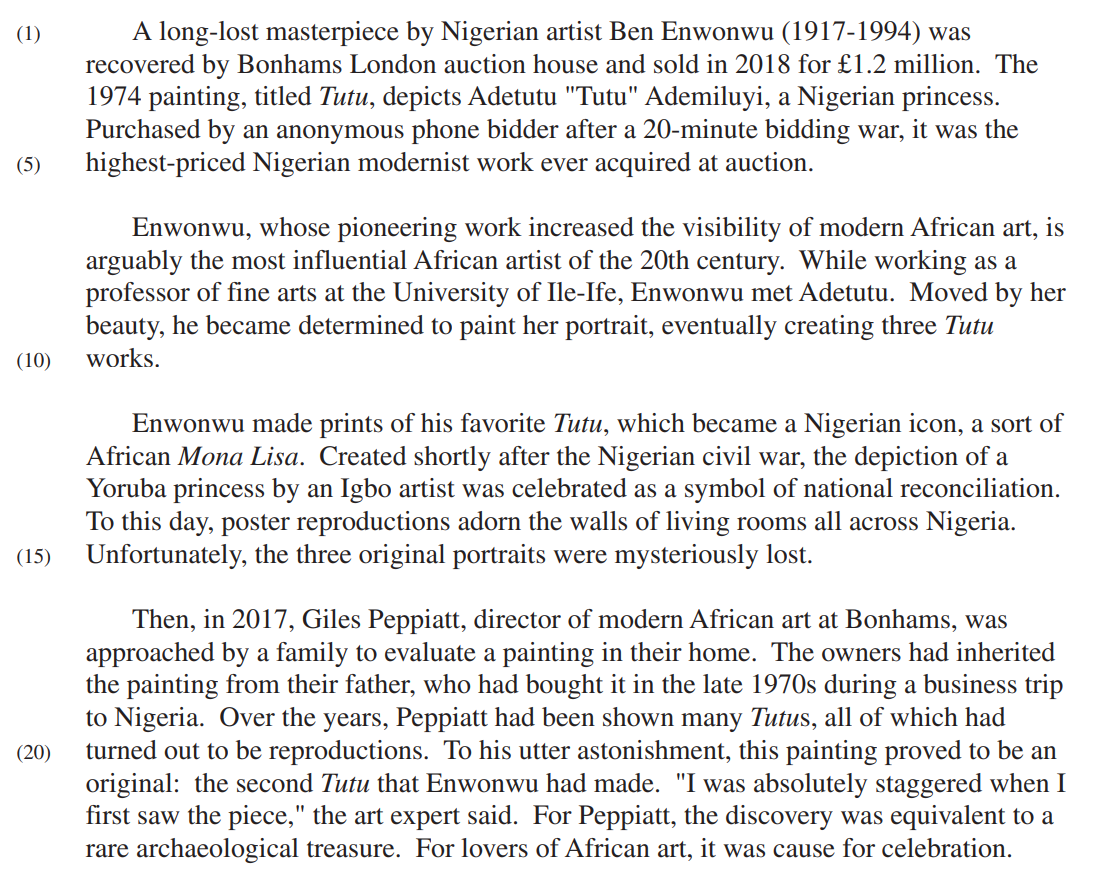 (1) A long-lost masterpiece by Nigerian artist Ben Enwonwu (1917-1994) was
recovered by Bonhams London auction house and sold in 2018 for £1.2 million.  The
1974 painting, titled Tutu, depicts Adetutu "Tutu" Ademiluyi, a Nigerian princess.
Purchased by an anonymous phone bidder after a 20-minute bidding war, it was the
(5) highest-priced Nigerian modernist work ever acquired at auction.
Enwonwu, whose pioneering work increased the visibility of modern African art, is
arguably the most influential African artist of the 20th century.  While working as a
professor of fine arts at the University of Ile-Ife, Enwonwu met Adetutu.  Moved by her
beauty, he became determined to paint her portrait, eventually creating three Tutu
(10) works.
Enwonwu made prints of his favorite Tutu, which became a Nigerian icon, a sort of
African Mona Lisa.  Created shortly after the Nigerian civil war, the depiction of a
Yoruba princess by an Igbo artist was celebrated as a symbol of national reconciliation.
To this day, poster reproductions adorn the walls of living rooms all across Nigeria.
(15) Unfortunately, the three original portraits were mysteriously lost.
Then, in 2017, Giles Peppiatt, director of modern African art at Bonhams, was
approached by a family to evaluate a painting in their home.  The owners had inherited
the painting from their father, who had bought it in the late 1970s during a business trip
to Nigeria.  Over the years, Peppiatt had been shown many Tutus, all of which had
(20) turned out to be reproductions.  To his utter astonishment, this painting proved to be an
original:  the second Tutu that Enwonwu had made.  "I was absolutely staggered when I
first saw the piece," the art expert said.  For Peppiatt, the discovery was equivalent to a
rare archaeological treasure.  For lovers of African art, it was cause for celebration.